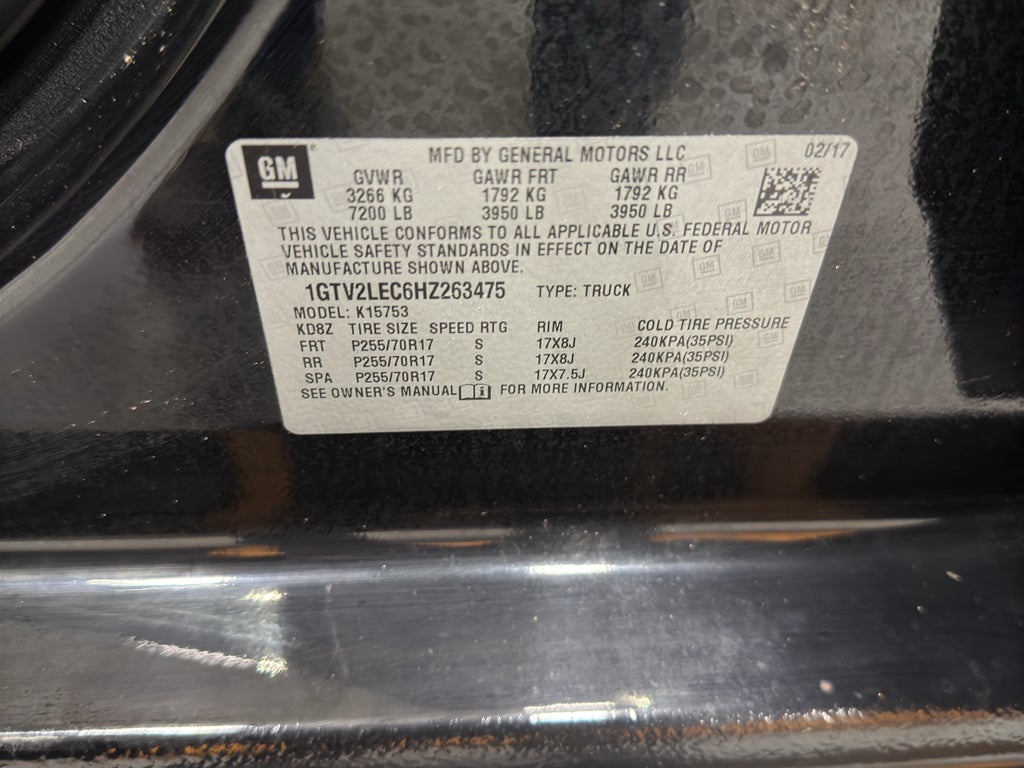 GM
MFD BY GENERAL MOTORS LLC 02/17
GVWR GAWR FRT GAWR RR
3266 KG 1792 KG 1792 KG
7200 LB 3950 LB 3950 LB
THIS VEHICLE CONFORMS TO ALL APPLICABLE U.S. FEDERAL MOTOR
VEHICLE SAFETY STANDARDS IN EFFECT ON THE DATE OF
MANUFACTURE SHOWN ABOVE.
1GTV2LEC6HZ263475 TYPE: TRUCK
MODEL: K15753
KD8Z TIRE SIZE SPEED RTG RIM COLD TIRE PRESSURE
FRT P255/70R17 S 17X8J 240KPA(35PSI)
RR P255/70R17 S 17X8J 240KPA(35PSI)
SPA P255/70R17 S 17X7.5J 240KPA(35PSI)
SEE OWNER'S MANUAL FOR MORE INFORMATION.